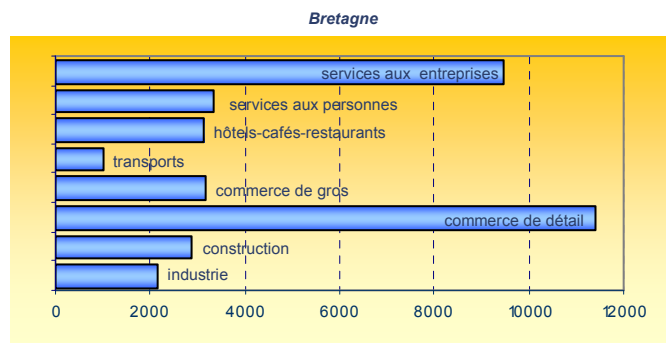 Bretagne
services aux entreprises
services aux personnes
hôtels-cafés-restaurants
transports
commerce de gros
commerce de détail
construction
industrie
0 2000 4000 6000 8000 10000 12000